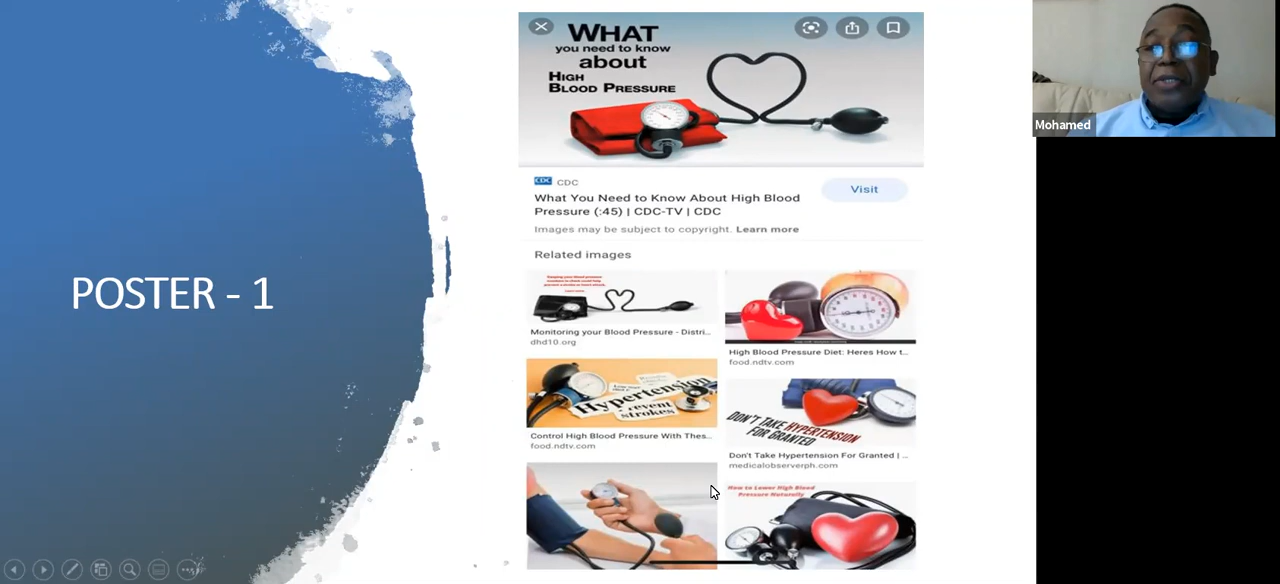 POSTER - 1
WHAT
you need to know
about
HIGH
BLOOD PRESSURE
CDC CDC
Visit
What You Need to Know About High Blood
Pressure (:45) | CDC-TV | CDC
Images may be subject to copyright. Learn more
Related images
Monitoring your Blood Pressure - Distri...
dhd10.org
High Blood Pressure Diet: Heres How t...
food.ndtv.com
Hypertension
strokes
Control High Blood Pressure With Thes...
food.ndtv.com
DON'T TAKE HYPERTENSION
FOR GRANTED
Don't Take Hypertension For Granted | ...
medicalobserverph.com
How to Lower High Blood
Pressure Naturally
Mohamed